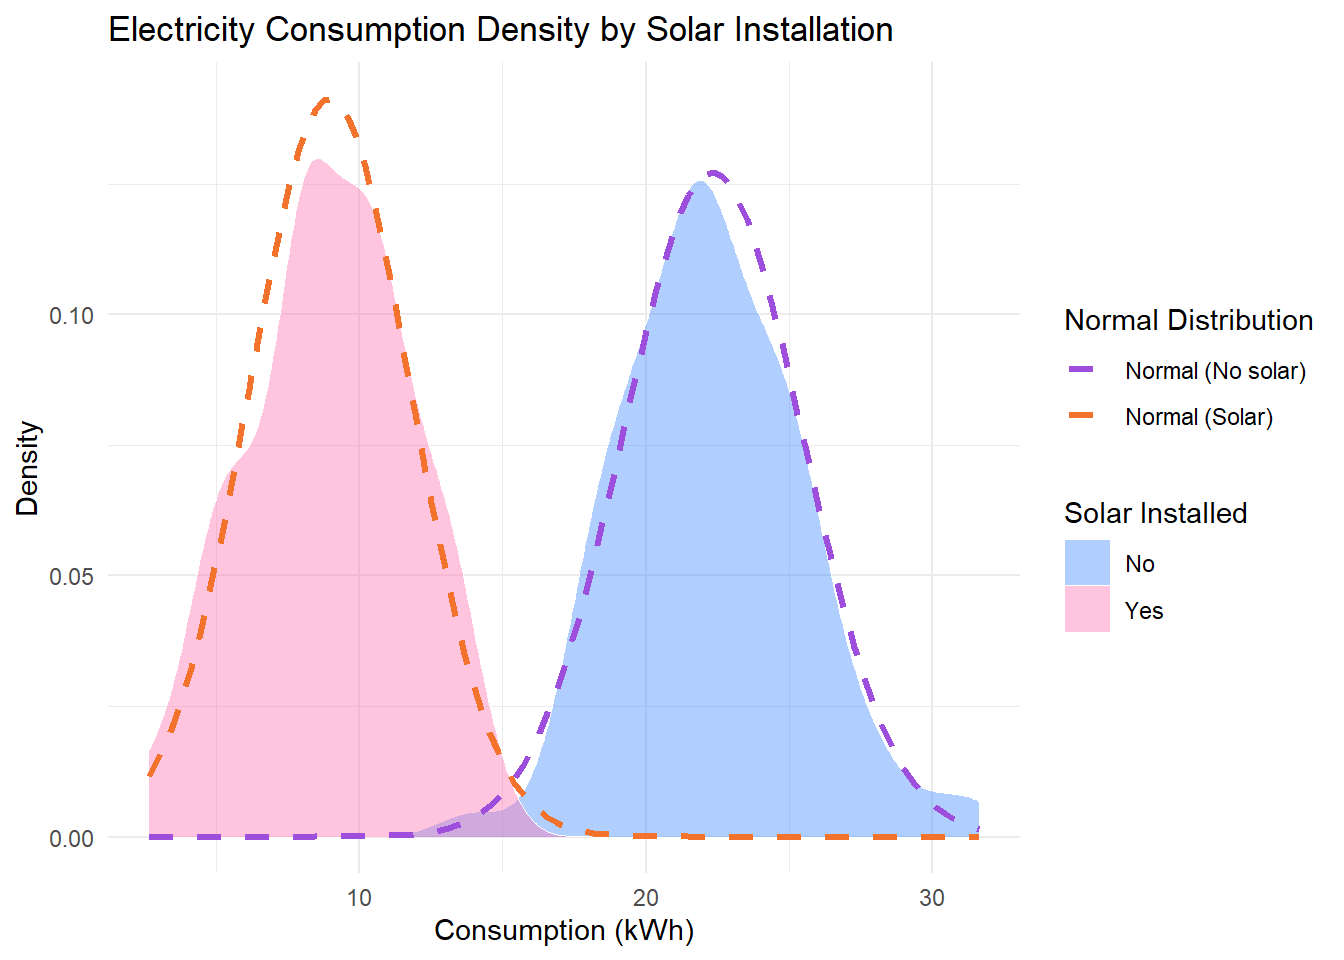 Electricity Consumption Density by Solar Installation
Density
0.10
0.05
0.00
10
20
30
Consumption (kWh)
Normal Distribution
Normal (No solar)
Normal (Solar)
Solar Installed
No
Yes